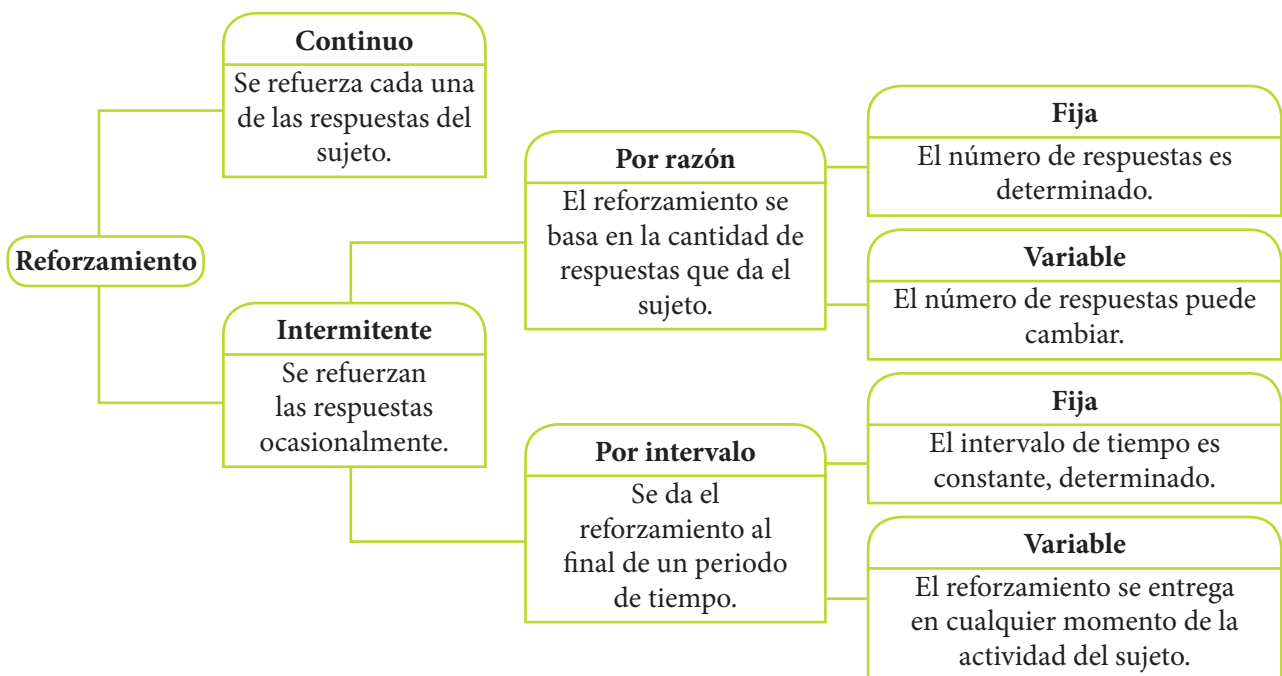 Reforzamiento
Continuo
Se refuerza cada una
de las respuestas del
sujeto.
Intermitente
Se refuerzan
las respuestas
ocasionalmente.
Por razón
El reforzamiento se
basa en la cantidad de
respuestas que da el
sujeto.
Fija
El número de respuestas es
determinado.
Variable
El número de respuestas puede
cambiar.
Por intervalo
Se da el
reforzamiento al
final de un periodo
de tiempo.
Fija
El intervalo de tiempo es
constante, determinado.
Variable
El reforzamiento se entrega
en cualquier momento de la
actividad del sujeto.